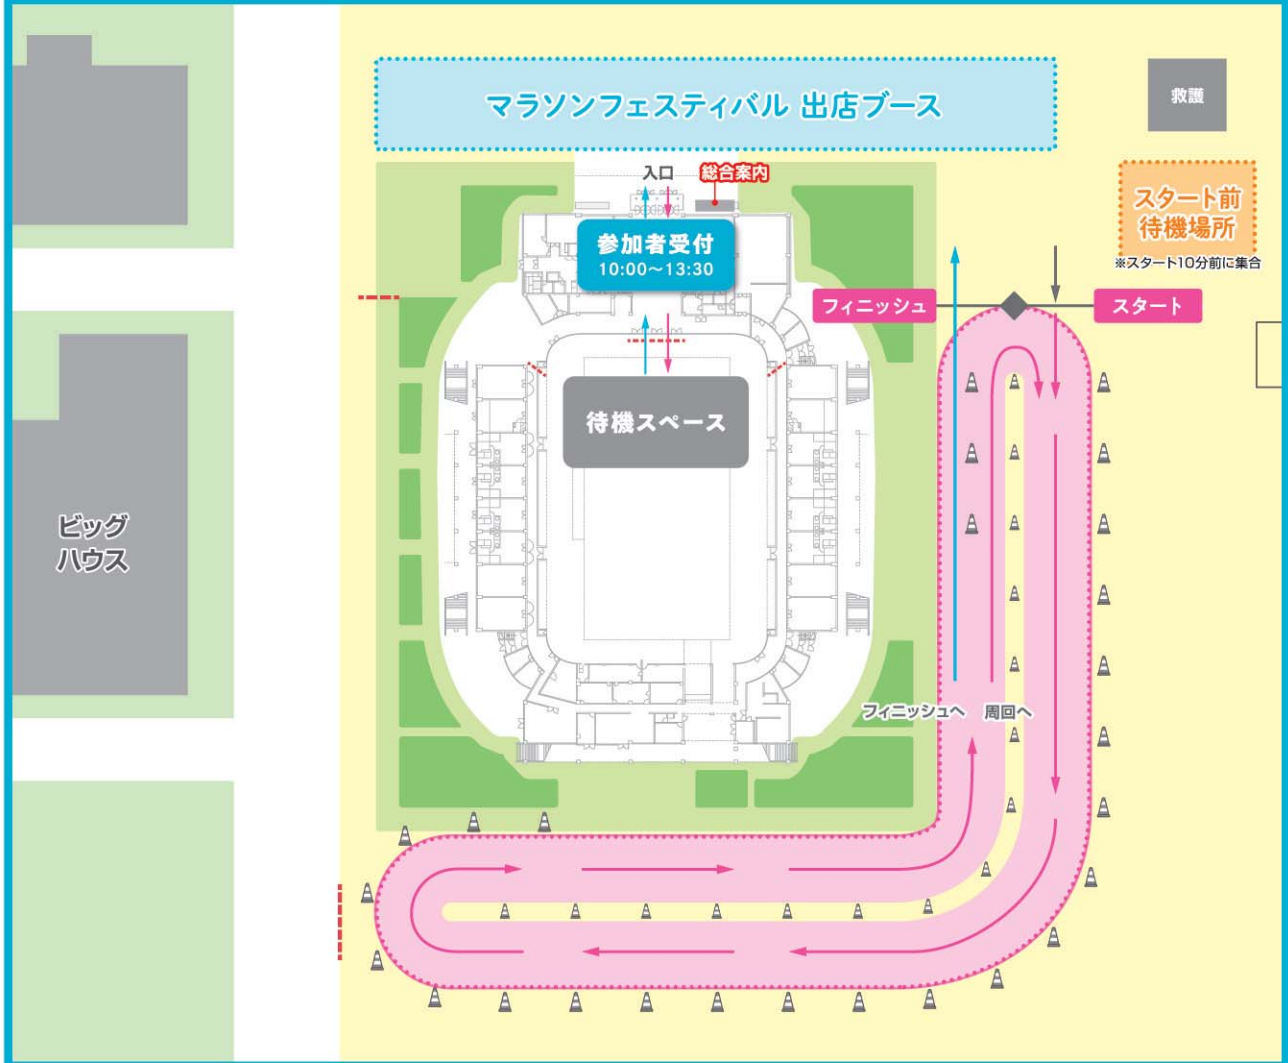 マラソンフェスティバル 出店ブース
救護
入口
総合案内
参加者受付
10:00～13:30
スタート前
待機場所
※スタート10分前に集合
フィニッシュ
スタート
待機スペース
ビッグ
ハウス
フィニッシュへ 周回へ